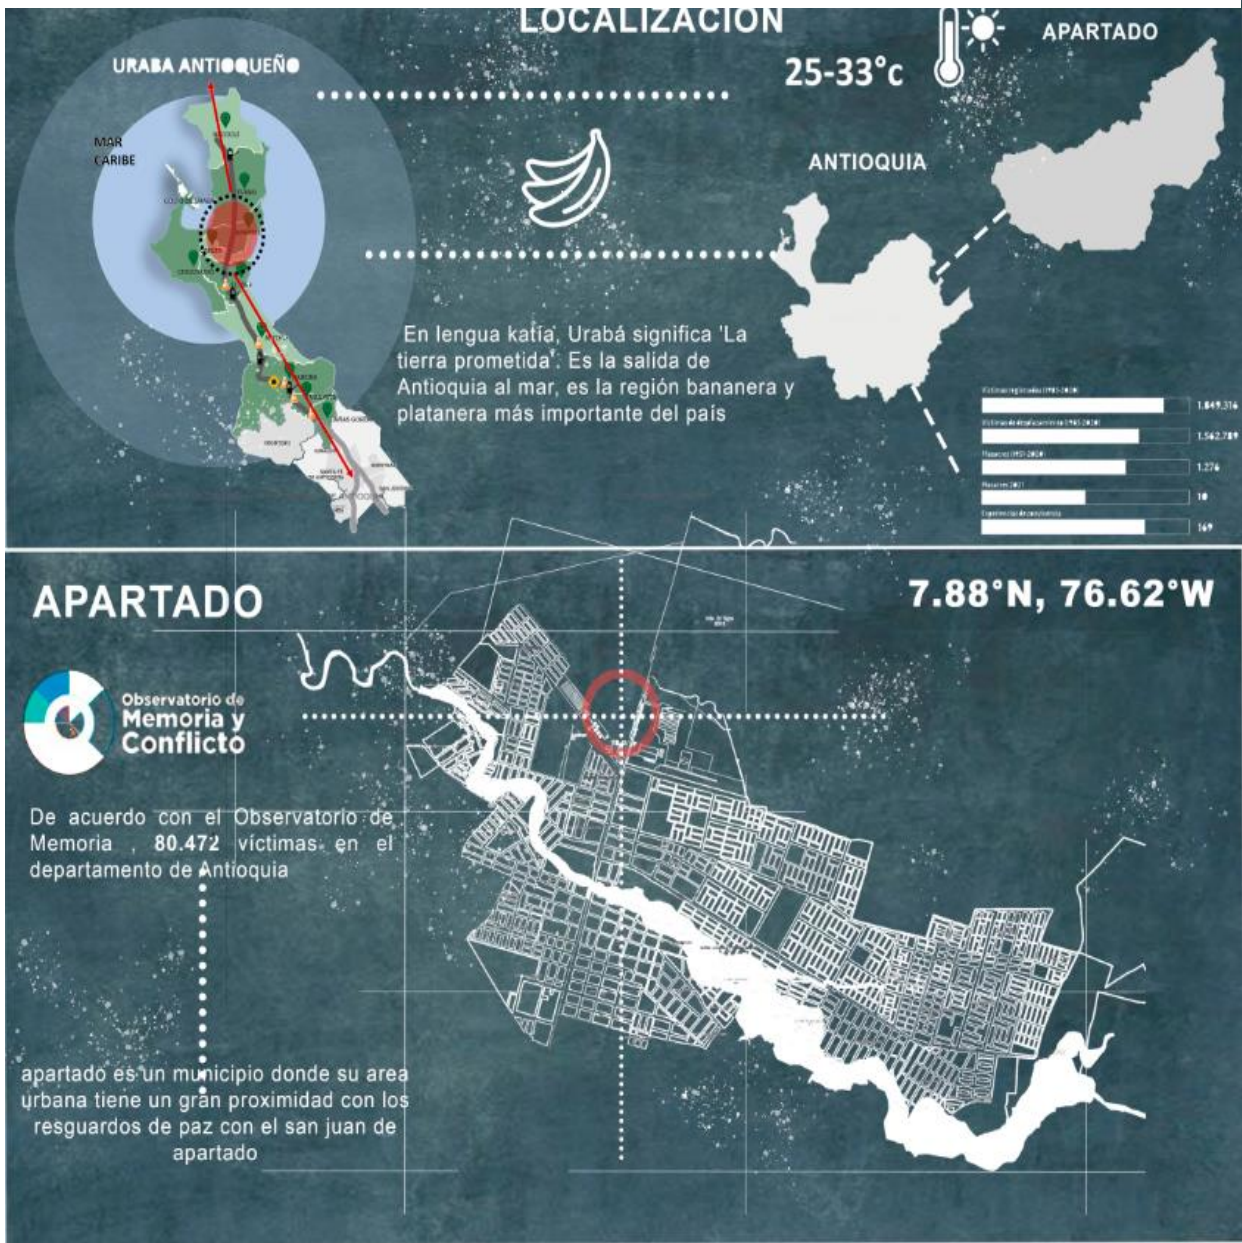 LOCALIZACION
URABA ANTIOQUEÑO
25-33°c
APARTADO
MAR
CARIBE
ANTIOQUIA
En lengua katía, Urabá significa 'La
tierra prometida'. Es la salida de
Antioquia al mar, es la región bananera y
platanera más importante del país
1.849.316
1.562.789
1.276
10
169
APARTADO
7.88°N, 76.62°W
Observatorio de
Memoria y
Conflicto
De acuerdo con el Observatorio de
Memoria , 80.472 víctimas en el
departamento de Antioquia
apartado es un municipio donde su area
urbana tiene un gran proximidad con los
resguardos de paz con el san juan de
apartado